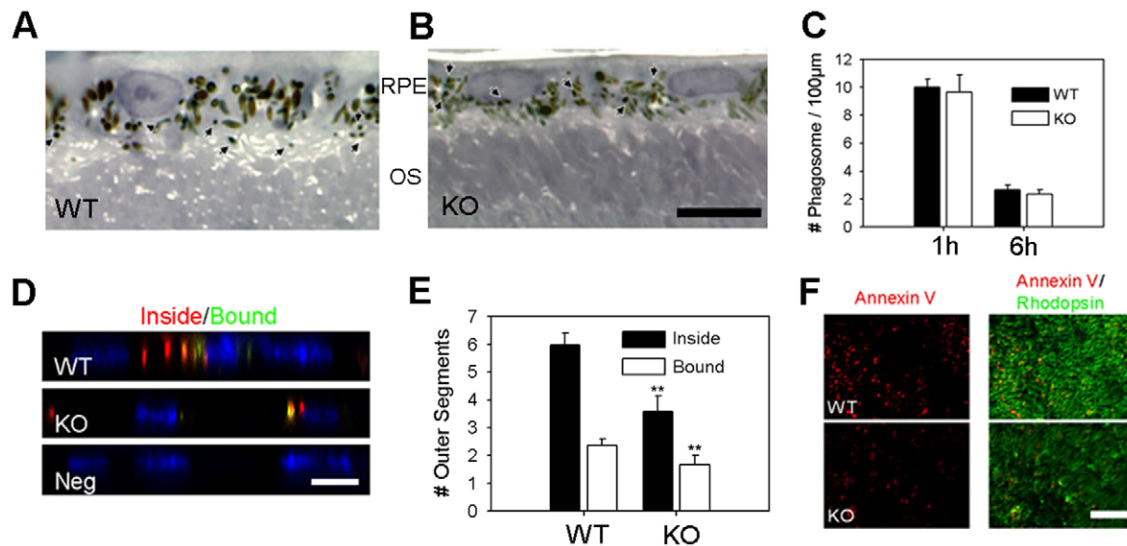 A
B
C
RPE
OS
WT
KO
# Phagosome / 100µm
12
10
8
6
4
2
0
WT
KO
1h
6h
D
Inside/Bound
WT
KO
Neg
E
# Outer Segments
7
6
5
4
3
2
1
0
Inside
Bound
**
**
WT
KO
F
Annexin V
Annexin V/
Rhodopsin
WT
KO